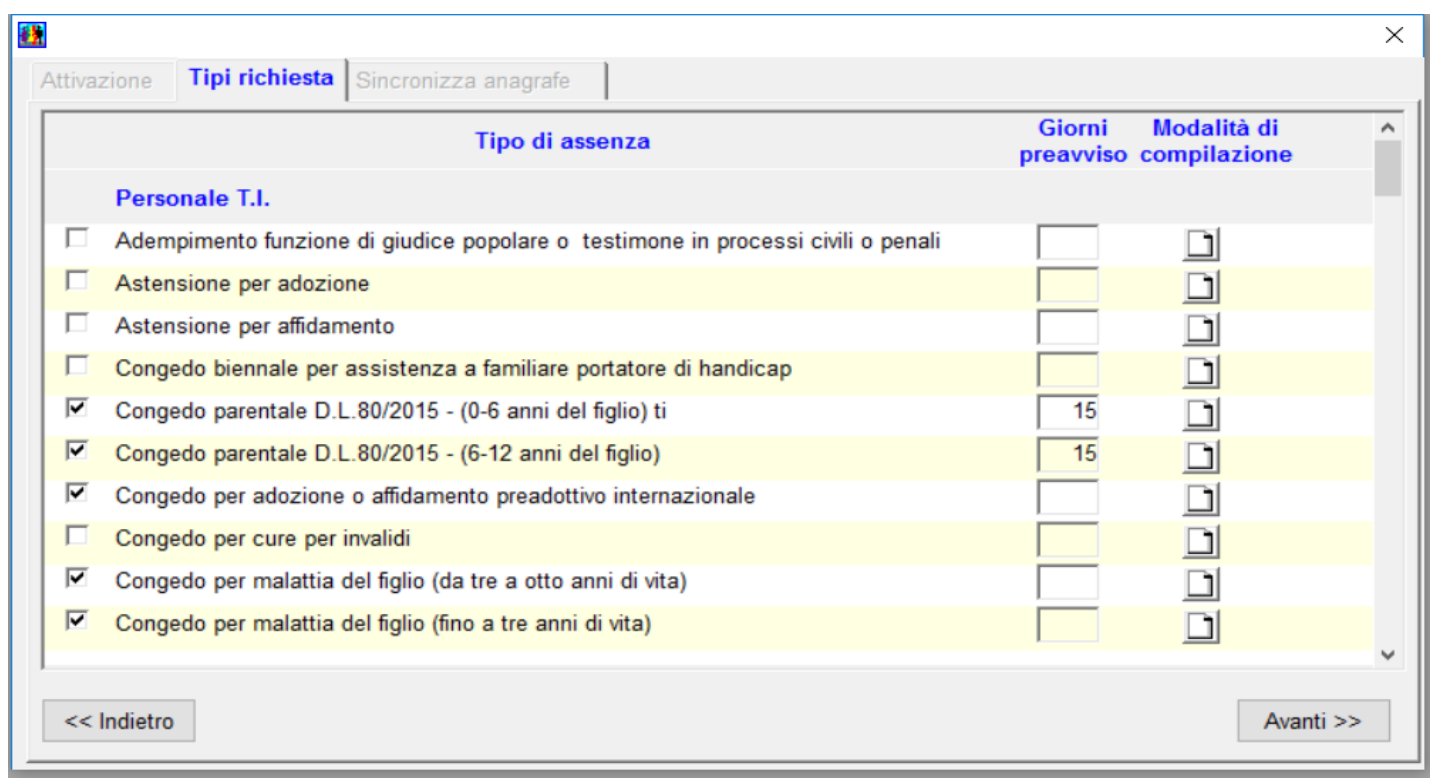 Attivazione Tipi richiesta Sincronizza anagrafe
Tipo di assenza Giorni preavviso Modalità di compilazione
Personale T.I.
Adempimento funzione di giudice popolare o  testimone in processi civili o penali
Astensione per adozione
Astensione per affidamento
Congedo biennale per assistenza a familiare portatore di handicap
Congedo parentale D.L.80/2015 - (0-6 anni del figlio) ti 15
Congedo parentale D.L.80/2015 - (6-12 anni del figlio) 15
Congedo per adozione o affidamento preadottivo internazionale
Congedo per cure per invalidi
Congedo per malattia del figlio (da tre a otto anni di vita)
Congedo per malattia del figlio (fino a tre anni di vita)
<< Indietro Avanti >>